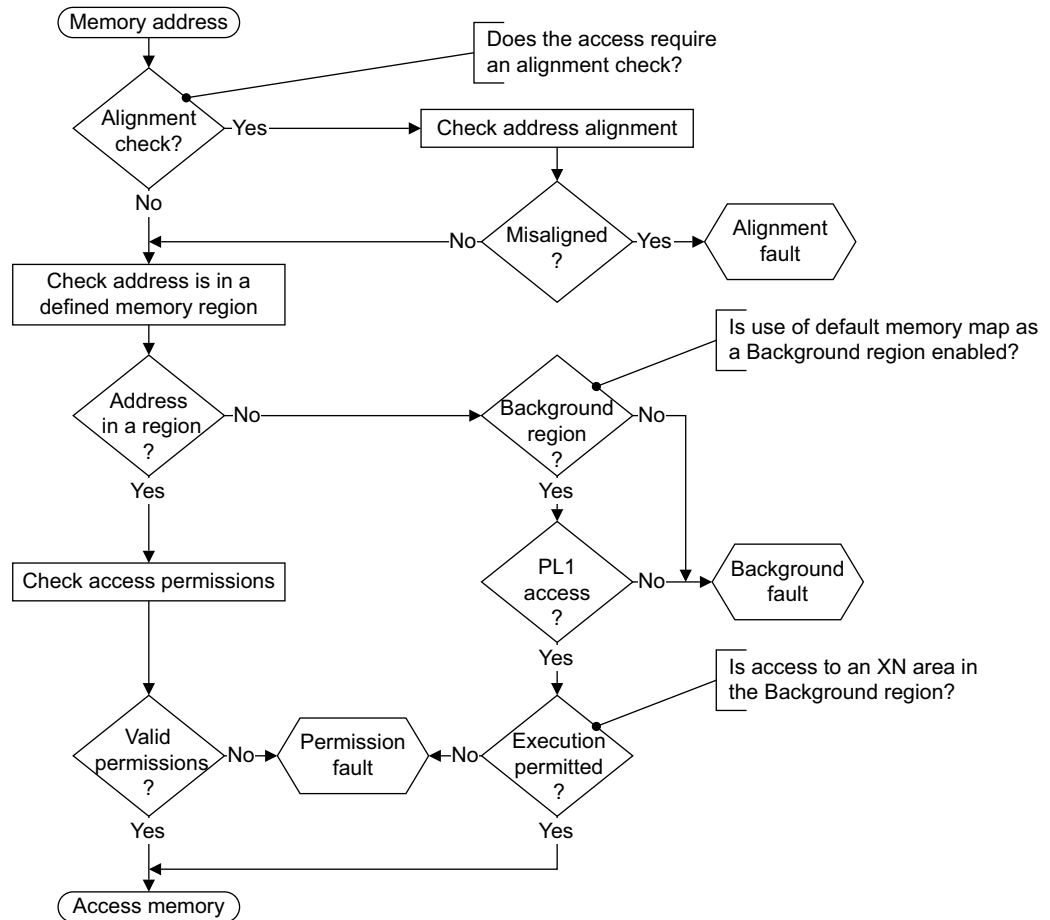 Memory address
Does the access require
an alignment check?
Alignment
check?
Yes
Check address alignment
No
Misaligned
?
No
Yes
Alignment
fault
Check address is in a
defined memory region
Is use of default memory map as
a Background region enabled?
Address
in a region
?
No
Background
region
?
No
Yes
Yes
Check access permissions
PL1
access
?
No
Background
fault
Yes
Is access to an XN area in
the Background region?
Valid
permissions
?
No
Permission
fault
No
Execution
permitted
?
Yes
Yes
Access memory